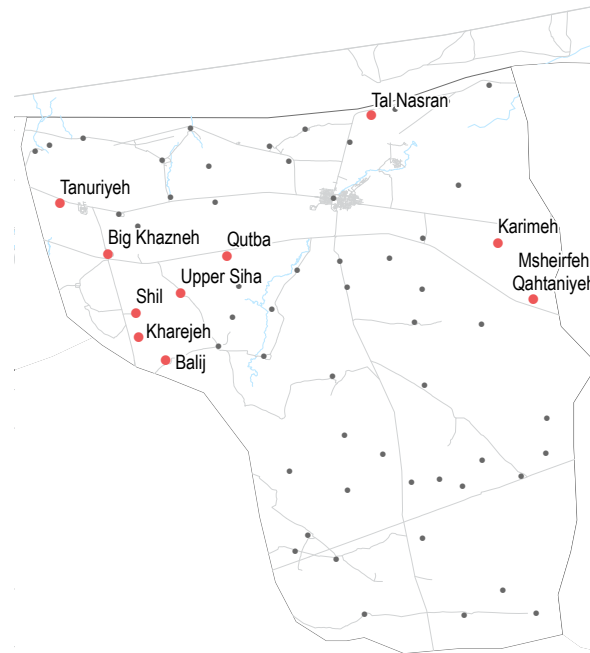 Tal Nasran
Tanuriyeh
Karimeh
Big Khazneh
Qutba
Msheirfeh
Qahtaniyeh
Upper Siha
Shil
Kharejeh
Balij